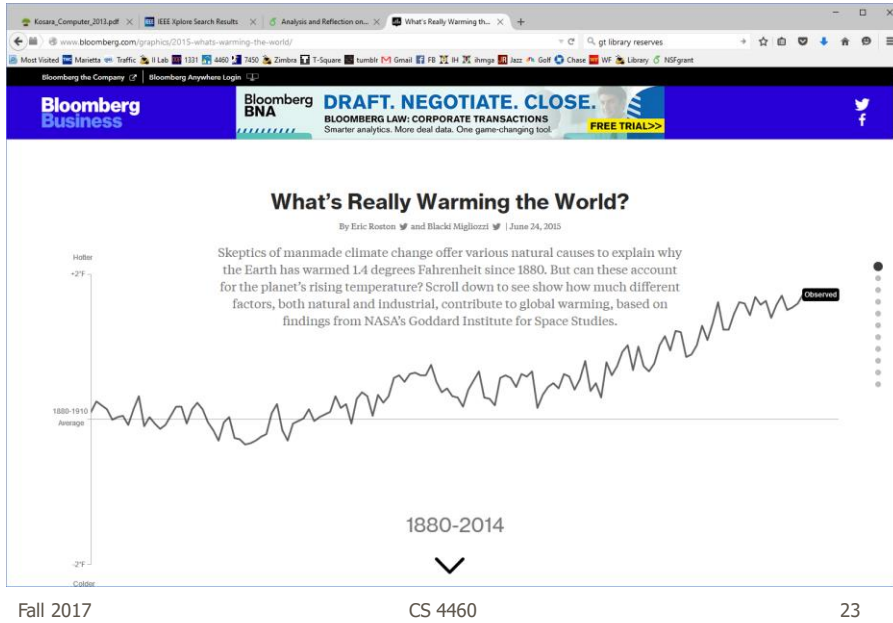 Kosara_Computer_2013.pdf
IEEE Xplore Search Results
Analysis and Reflection on...
What's Really Warming th...
www.bloomberg.com/graphics/2015-whats-warming-the-world/
gt library reserves
Most Visited Marietta Traffic II Lab 1331 4460 7450 Zimbra T-Square tumblr Gmail FB IH ihmga Jazz Golf Chase WF Library NSFgrant
Bloomberg the Company
Bloomberg Anywhere Login
Bloomberg
Business
Bloomberg
BNA
DRAFT. NEGOTIATE. CLOSE.
BLOOMBERG LAW: CORPORATE TRANSACTIONS
Smarter analytics. More deal data. One game-changing tool.
FREE TRIAL>>
What's Really Warming the World?
By Eric Roston and Blacki Migliozzi | June 24, 2015
Skeptics of manmade climate change offer various natural causes to explain why
the Earth has warmed 1.4 degrees Fahrenheit since 1880. But can these account
for the planet's rising temperature? Scroll down to see show how much different
factors, both natural and industrial, contribute to global warming, based on
findings from NASA's Goddard Institute for Space Studies.
Hotter
+2°F
Observed
1880-1910
Average
1880-2014
-2°F
Colder
Fall 2017
CS 4460
23